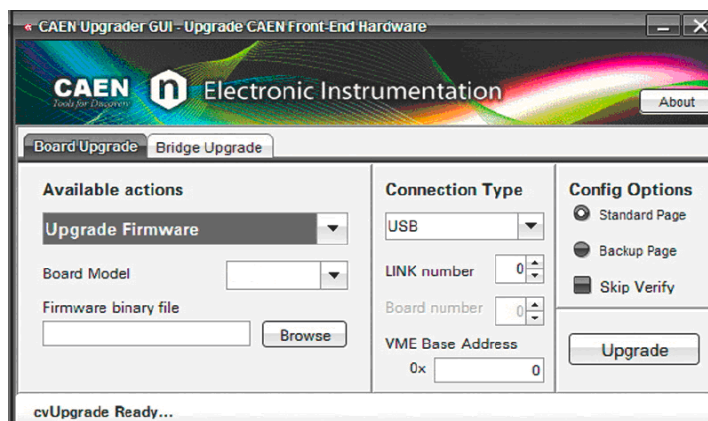 CAEN Upgrader GUI - Upgrade CAEN Front-End Hardware
CAEN n Electronic Instrumentation
Tools for Discovery
About
Board Upgrade Bridge Upgrade
Available actions
Upgrade Firmware
Board Model
Firmware binary file
Browse
Connection Type
USB
LINK number 0
Board number 0
VME Base Address
0x 0
Config Options
Standard Page
Backup Page
Skip Verify
Upgrade
cvUpgrade Ready...